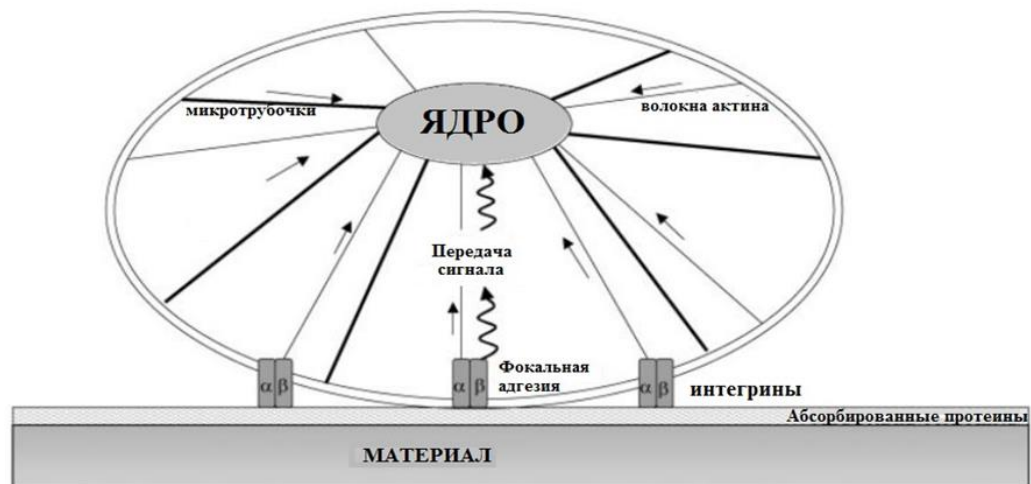 микротрубочки
ЯДРО
волокна актина
Передача
сигнала
Фокальная
адгезия
α β
α β
α β
интегрины
Абсорбированные протеины
МАТЕРИАЛ